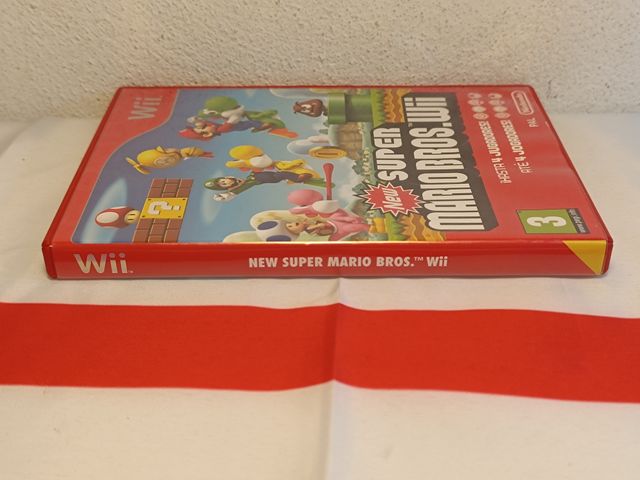 Wii
New
SUPER
MARIO BROS. Wii
¡HASTA 4 JUGADORES!
ATÉ 4 JOGADORES!
Nintendo
PAL
?
3
Wii™
NEW SUPER MARIO BROS.™ Wii